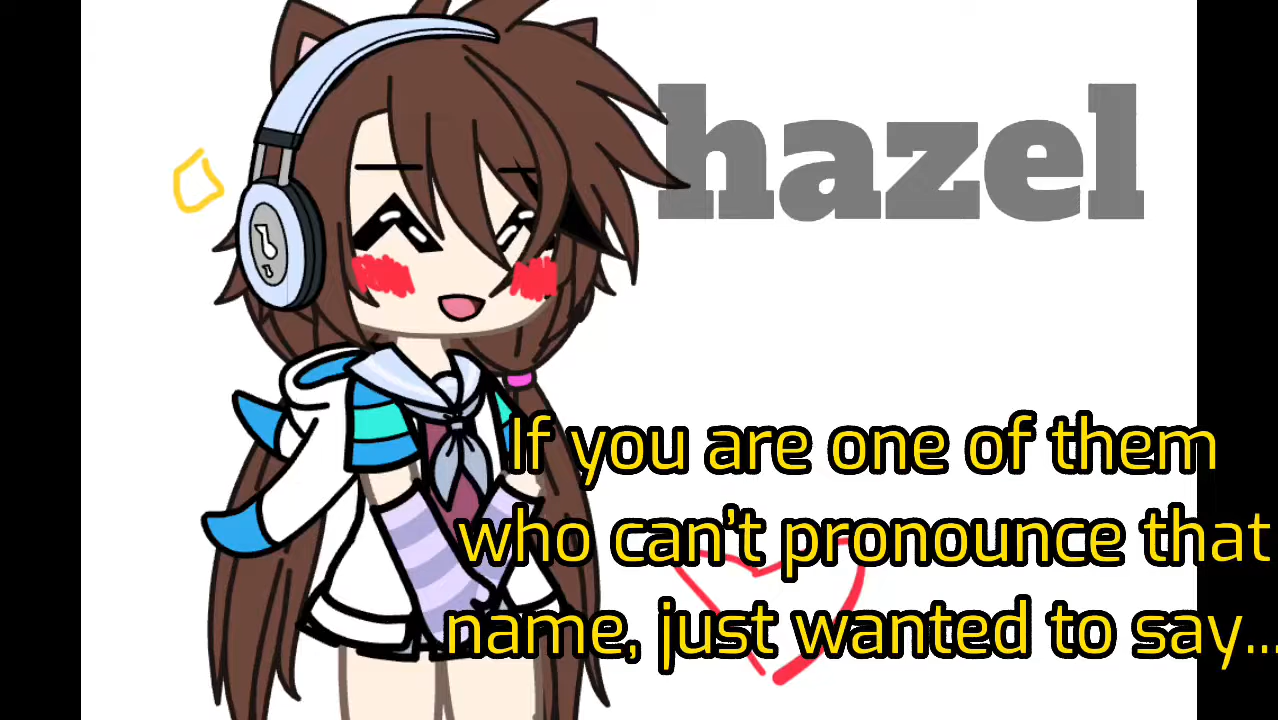 hazel
If you are one of them
who can't pronounce that
name, just wanted to say...